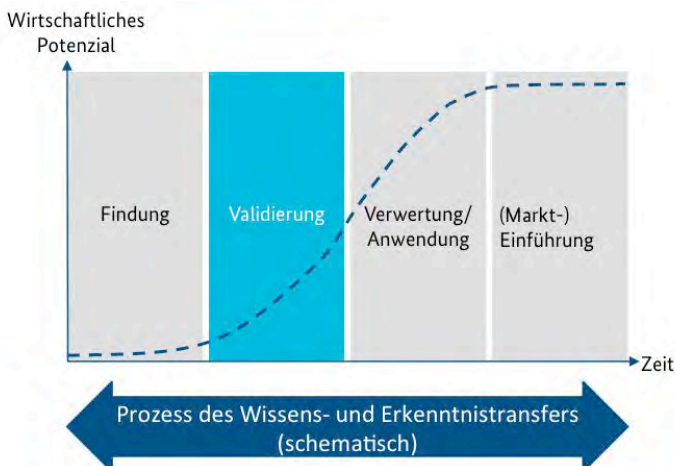 Wirtschaftliches
Potenzial
Findung
Validierung
Verwertung/
Anwendung
(Markt-)
Einführung
Zeit
Prozess des Wissens- und Erkenntnistransfers
(schematisch)